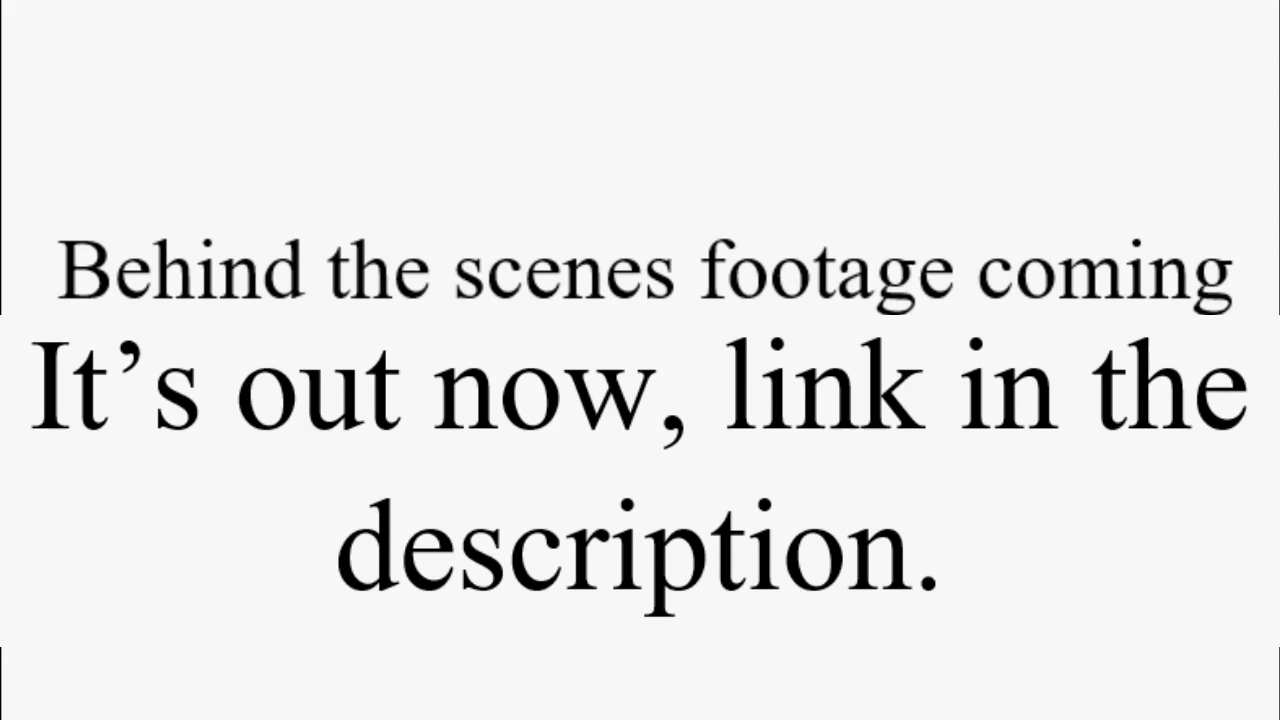 Behind the scenes footage coming
It’s out now, link in the
description.